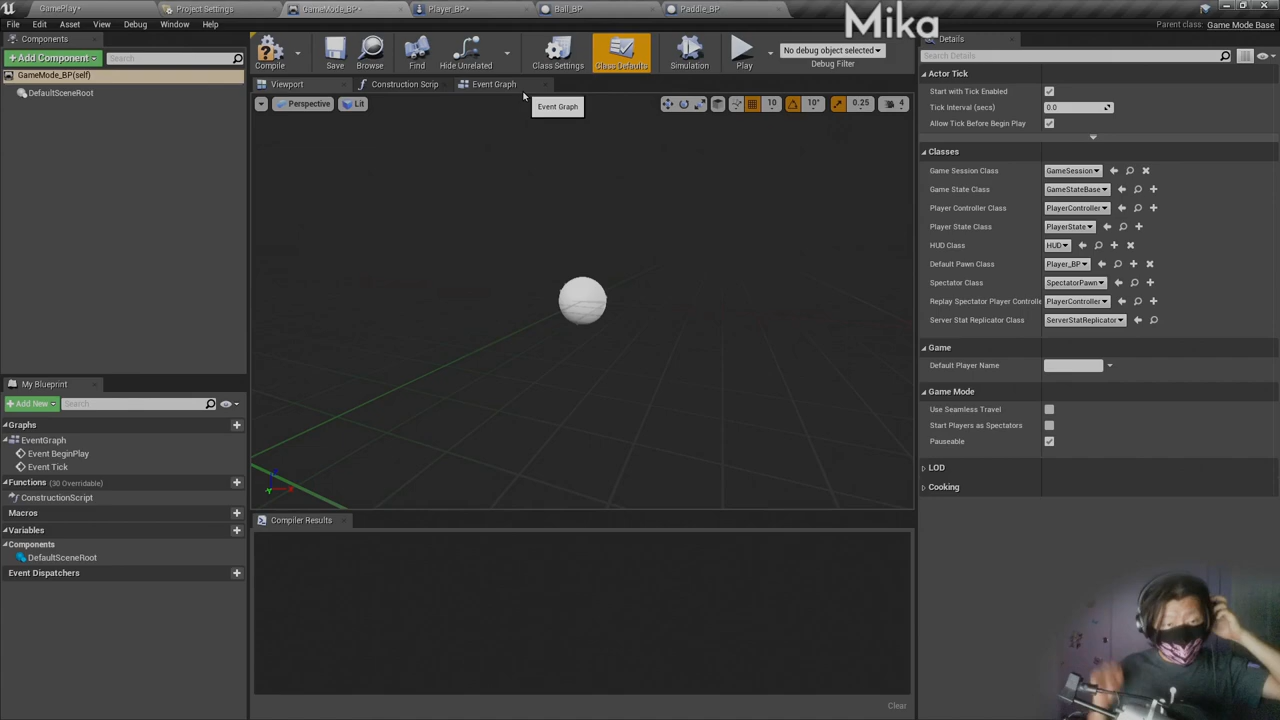 GamePlay•
Project Settings
GameMode_BP•
Player_BP•
Ball_BP
Paddle_BP
Mika
File Edit Asset View Debug Window Help
Parent class: Game Mode Base
Components
+Add Component
Search
GameMode_BP(self)
DefaultSceneRoot
Compile
Save
Browse
Find
Hide Unrelated
Class Settings
Class Defaults
Simulation
Play
No debug object selected
Debug Filter
Viewport
Construction Scrip
Event Graph
Perspective
Lit
10
10°
0.25
4
Event Graph
My Blueprint
+Add New
Search
Graphs
EventGraph
Event BeginPlay
Event Tick
Functions (30 Overridable)
ConstructionScript
Macros
Variables
Components
DefaultSceneRoot
Event Dispatchers
Compiler Results
Clear
Details
Search Details
Actor Tick
Start with Tick Enabled
Tick Interval (secs) 0.0
Allow Tick Before Begin Play
Classes
Game Session Class GameSession
Game State Class GameStateBase
Player Controller Class PlayerController
Player State Class PlayerState
HUD Class HUD
Default Pawn Class Player_BP
Spectator Class SpectatorPawn
Replay Spectator Player Controlle PlayerController
Server Stat Replicator Class ServerStatReplicator
Game
Default Player Name
Game Mode
Use Seamless Travel
Start Players as Spectators
Pauseable
LOD
Cooking